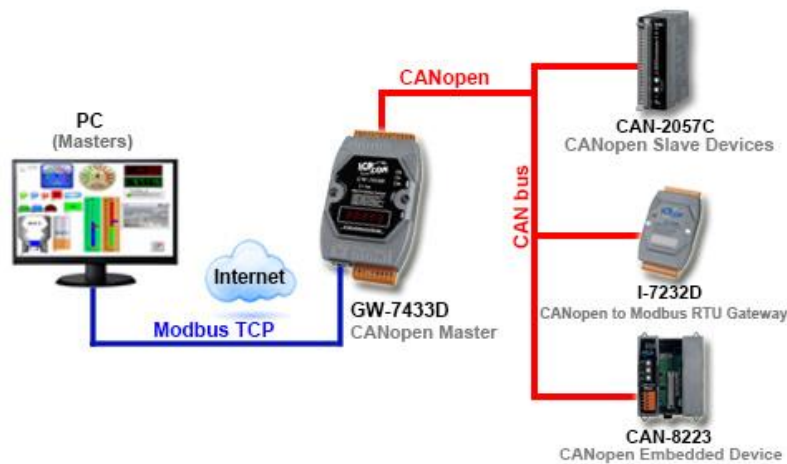 PC
(Masters)
Internet
Modbus TCP
CANopen
GW-7433D
CANopen Master
CAN bus
CAN-2057C
CANopen Slave Devices
I-7232D
CANopen to Modbus RTU Gateway
CAN-8223
CANopen Embedded Device